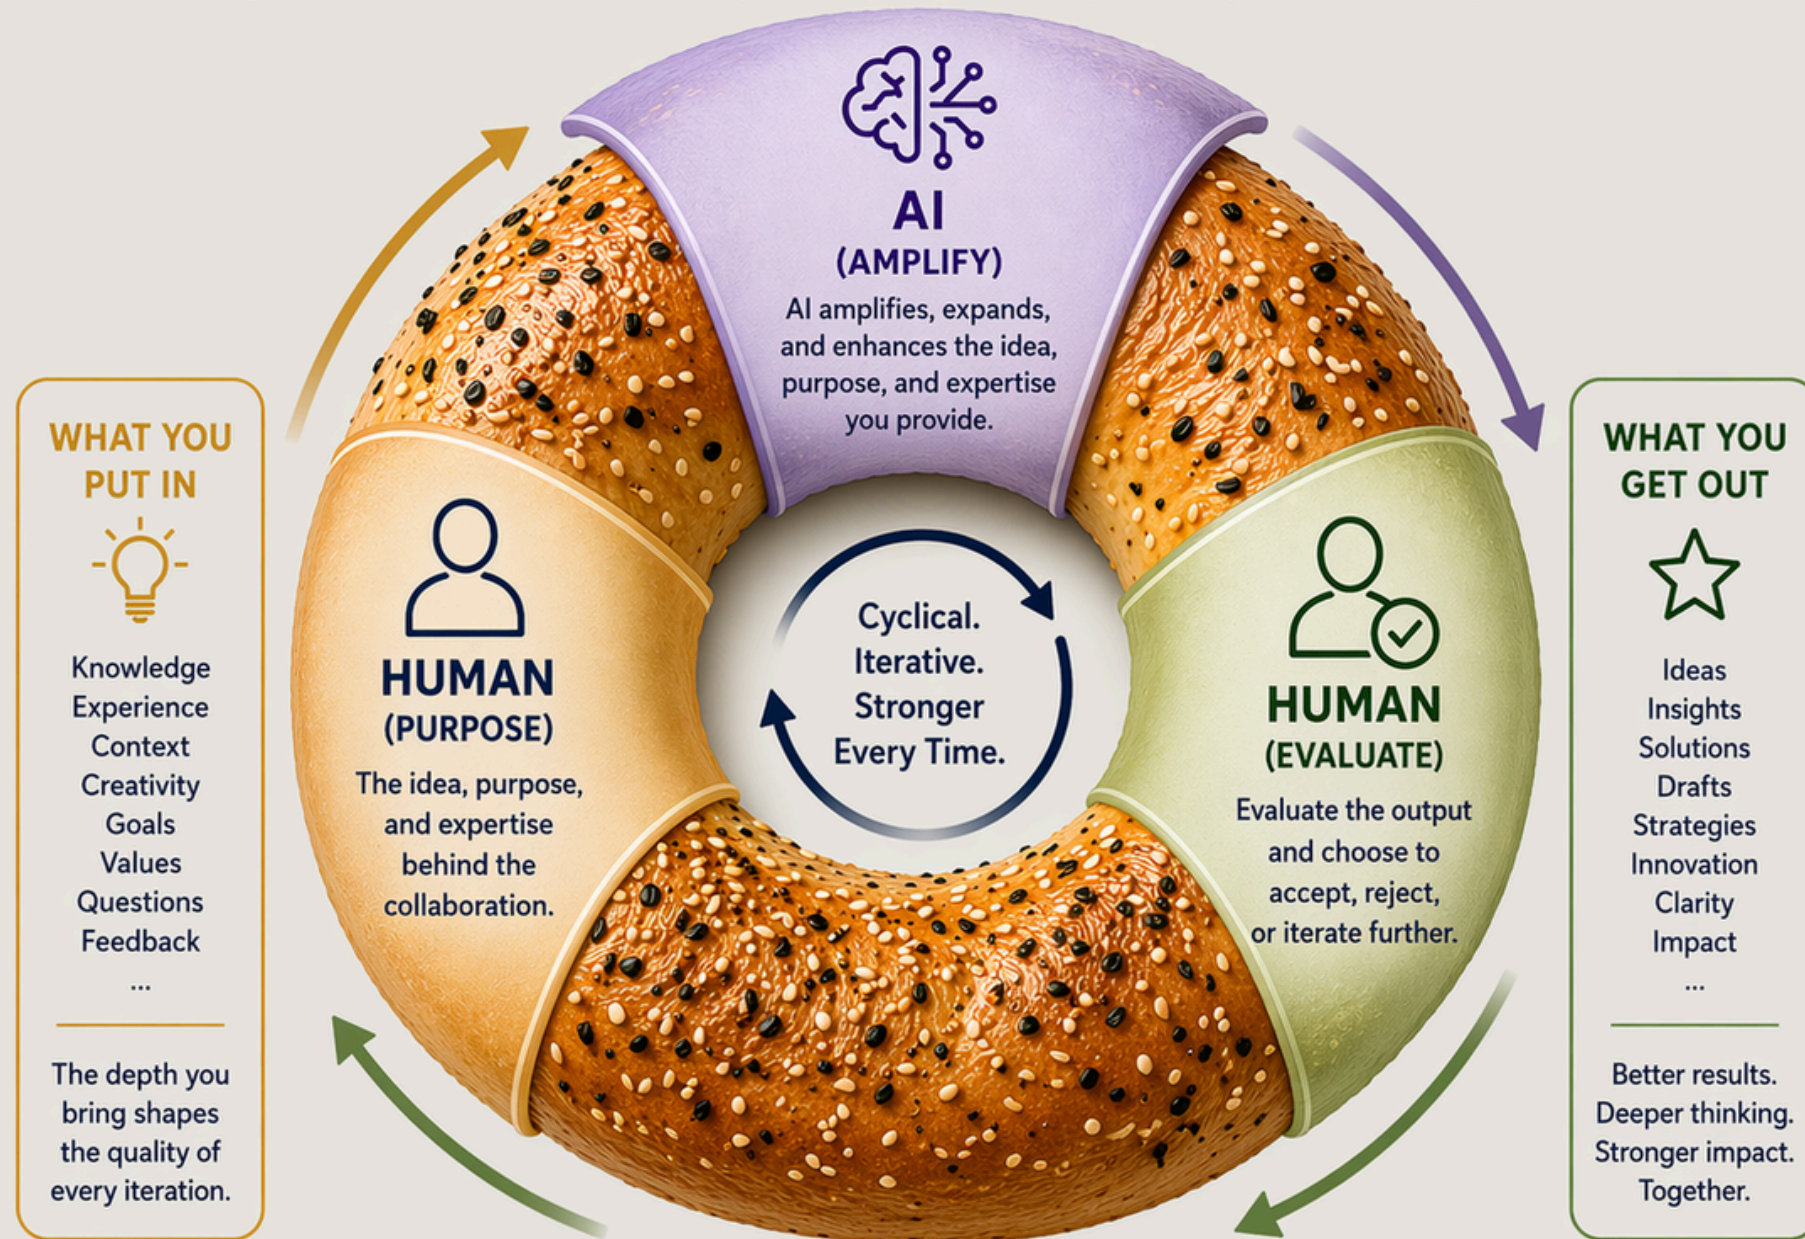 AI
(AMPLIFY)
AI amplifies, expands,
and enhances the idea,
purpose, and expertise
you provide.
WHAT YOU
PUT IN
Knowledge
Experience
Context
Creativity
Goals
Values
Questions
Feedback
...
The depth you
bring shapes
the quality of
every iteration.
HUMAN
(PURPOSE)
The idea, purpose,
and expertise
behind the
collaboration.
Cyclical.
Iterative.
Stronger
Every Time.
HUMAN
(EVALUATE)
Evaluate the output
and choose to
accept, reject,
or iterate further.
WHAT YOU
GET OUT
Ideas
Insights
Solutions
Drafts
Strategies
Innovation
Clarity
Impact
...
Better results.
Deeper thinking.
Stronger impact.
Together.